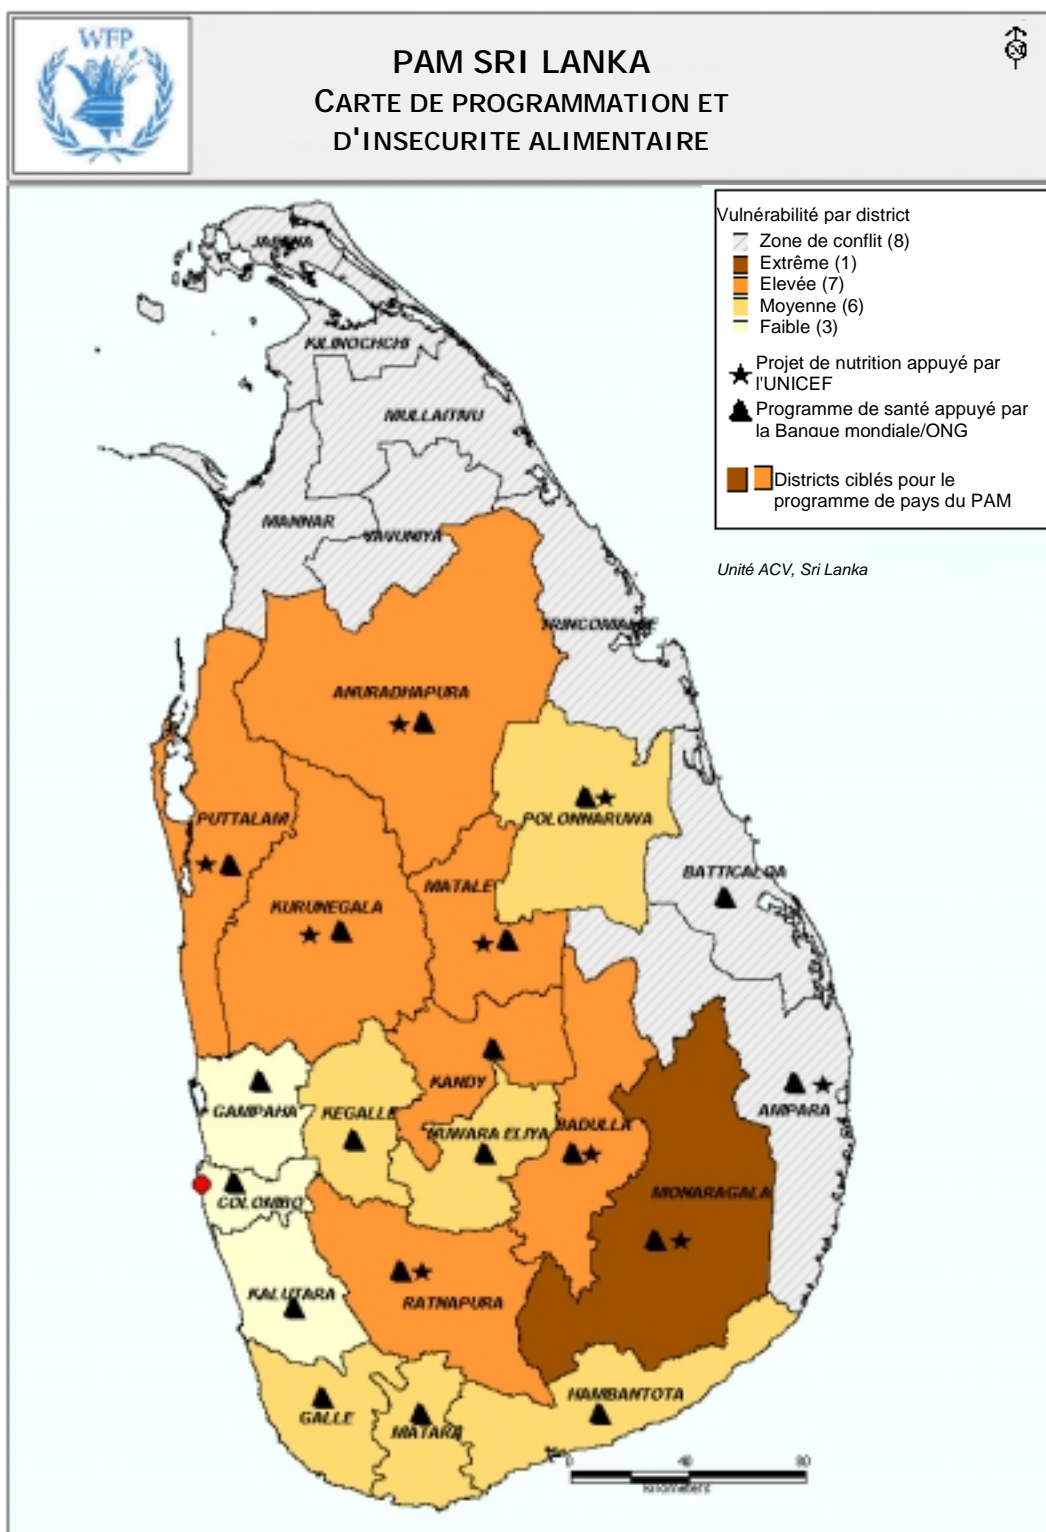 WFP
PAM SRI LANKA
CARTE DE PROGRAMMATION ET
D'INSECURITE ALIMENTAIRE
N
Vulnérabilité par district
Zone de conflit (8)
Extrême (1)
Elevée (7)
Moyenne (6)
Faible (3)
Projet de nutrition appuyé par
l'UNICEF
Programme de santé appuyé par
la Banque mondiale/ONG
Districts ciblés pour le
programme de pays du PAM
Unité ACV, Sri Lanka
JAFFNA
KILINOCHCHI
MULLAITIVU
MANNAR
VAVUNIYA
TRINCOMALEE
ANURADHAPURA
PUTTALAM
POLONNARUWA
KURUNEGALA
MATALE
BATTICALOA
KANDY
GAMPAHA
KEGALLE
NUWARA ELIYA
BADULLA
AMPARA
COLOMBO
MONARAGALA
KALUTARA
RATNAPURA
GALLE
MATARA
HAMBANTOTA
0 40 80
kilometers